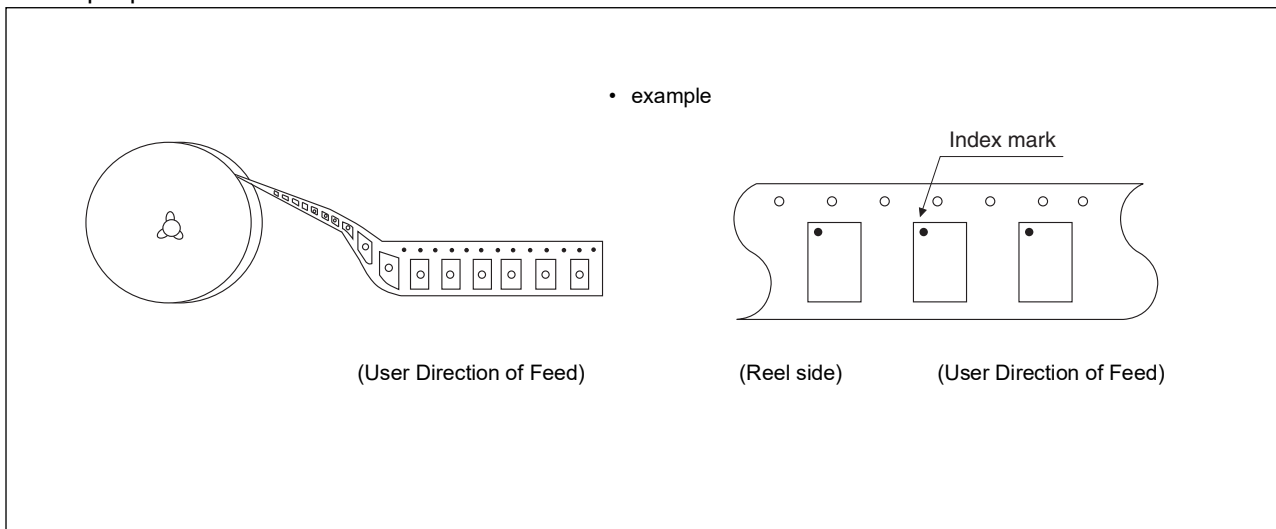 • example
Index mark
(User Direction of Feed)
(Reel side)
(User Direction of Feed)